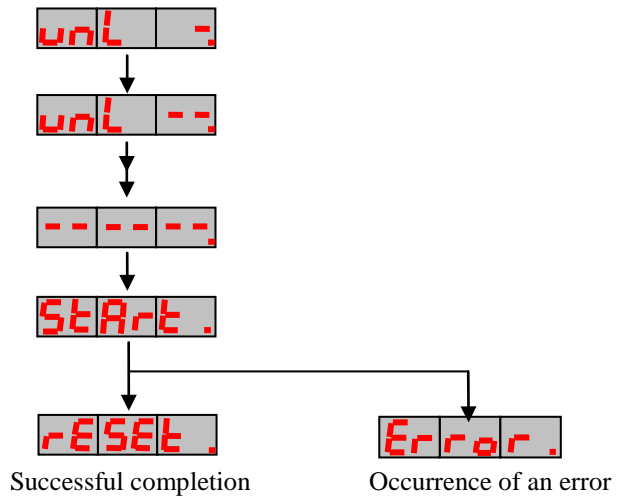 unL -.
unL --.
------.
StArt .
rESEt .
Error .
Successful completion
Occurrence of an error